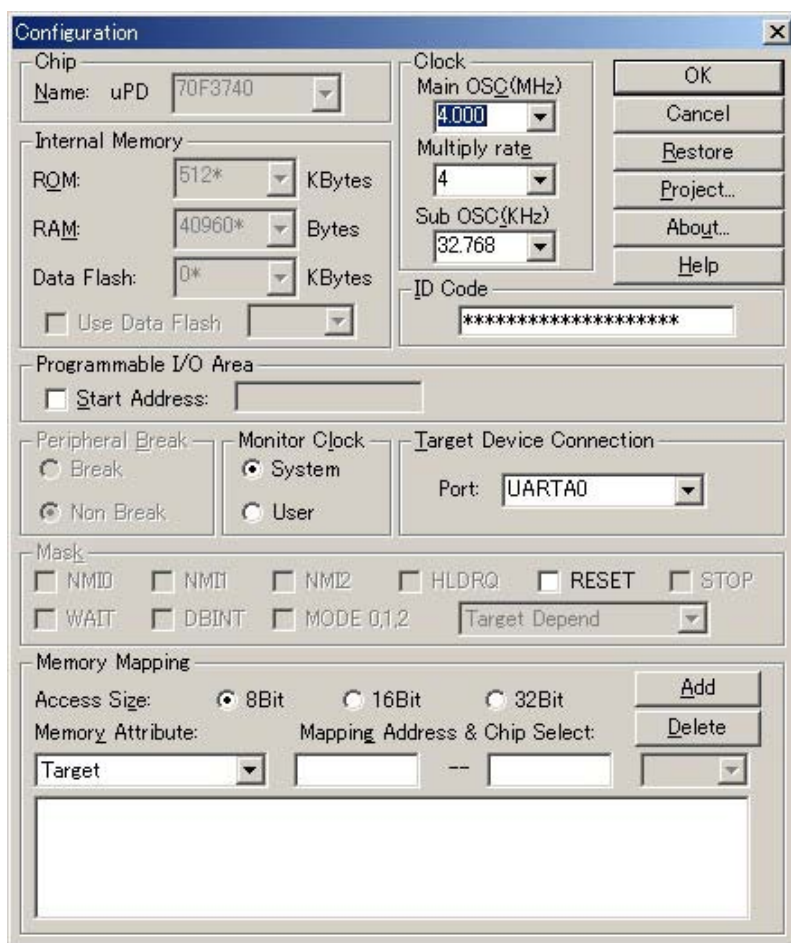 Configuration
Chip
Name: uPD 70F3740
Internal Memory
ROM: 512* KBytes
RAM: 40960* Bytes
Data Flash: 0* KBytes
Use Data Flash
Clock
Main OSC(MHz)
4.000
Multiply rate
4
Sub OSC(KHz)
32.768
OK
Cancel
Restore
Project...
About...
Help
ID Code
********************
Programmable I/O Area
Start Address:
Peripheral Break
Break
Non Break
Monitor Clock
System
User
Target Device Connection
Port: UARTA0
Mask
NMI0 NMI1 NMI2 HLDRQ RESET STOP
WAIT DBINT MODE 0,1,2 Target Depend
Memory Mapping
Access Size: 8Bit 16Bit 32Bit
Add
Delete
Memory Attribute: Mapping Address & Chip Select:
Target --